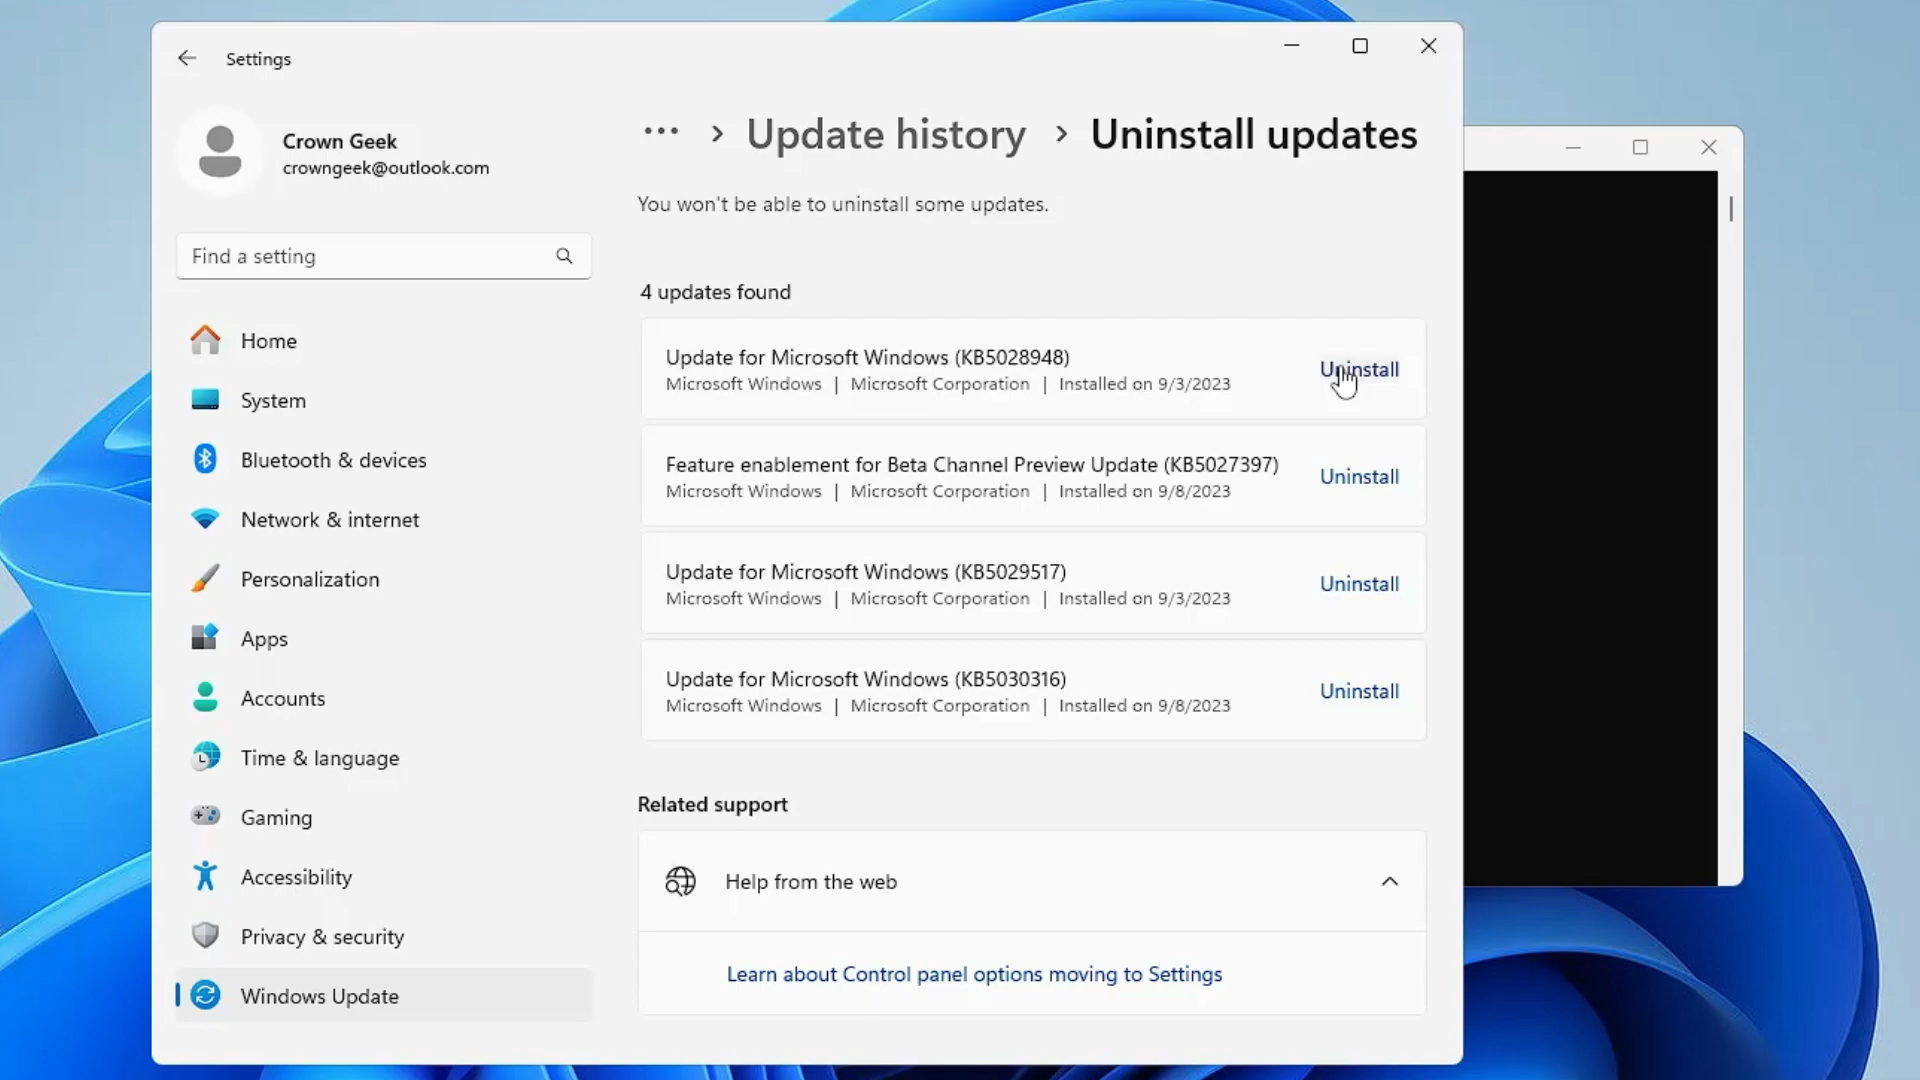 Settings
Crown Geek
crowngeek@outlook.com
Find a setting
Home
System
Bluetooth & devices
Network & internet
Personalization
Apps
Accounts
Time & language
Gaming
Accessibility
Privacy & security
Windows Update
... > Update history > Uninstall updates
You won't be able to uninstall some updates.
4 updates found
Update for Microsoft Windows (KB5028948)
Microsoft Windows | Microsoft Corporation | Installed on 9/3/2023
Uninstall
Feature enablement for Beta Channel Preview Update (KB5027397)
Microsoft Windows | Microsoft Corporation | Installed on 9/8/2023
Uninstall
Update for Microsoft Windows (KB5029517)
Microsoft Windows | Microsoft Corporation | Installed on 9/3/2023
Uninstall
Update for Microsoft Windows (KB5030316)
Microsoft Windows | Microsoft Corporation | Installed on 9/8/2023
Uninstall
Related support
Help from the web
Learn about Control panel options moving to Settings